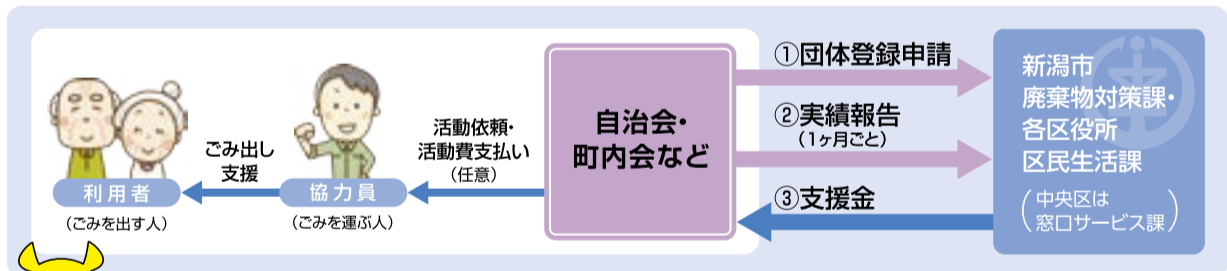 ごみ出し
支援
利用者
(ごみを出す人)
協力員
(ごみを運ぶ人)
活動依頼・
活動費支払い
(任意)
自治会・
町内会など
①団体登録申請
②実績報告
(1ヶ月ごと)
③支援金
新潟市
廃棄物対策課・
各区役所
区民生活課
(中央区は
窓口サービス課)